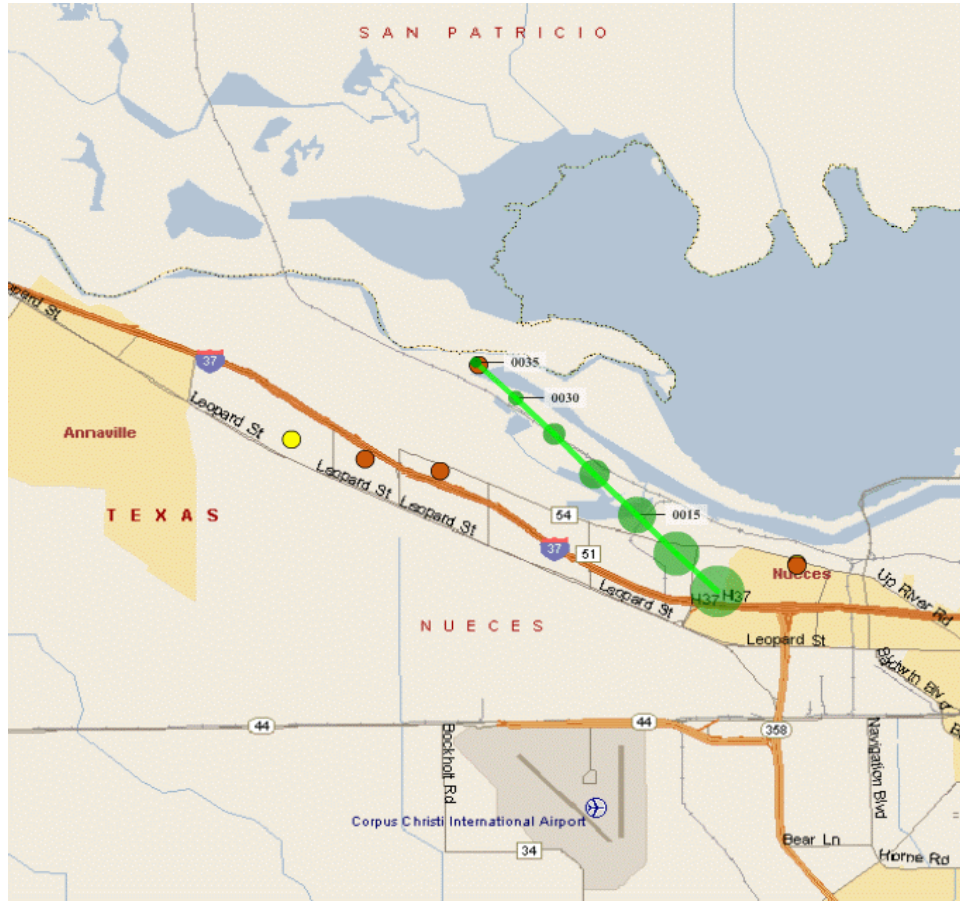 SAN PATRICIO
Leopard St
37
0035
0030
Leopard St
Annaville
Leopard St
TEXAS
Leopard St
54
0015
37
51
Nueces
Up River Rd
Leopard St
H37
H37
NUECES
Leopard St
Baldwin Blvd
44
44
358
Bockholt Rd
Navigation Blvd
Corpus Christi International Airport
Bear Ln
34
Horne Rd